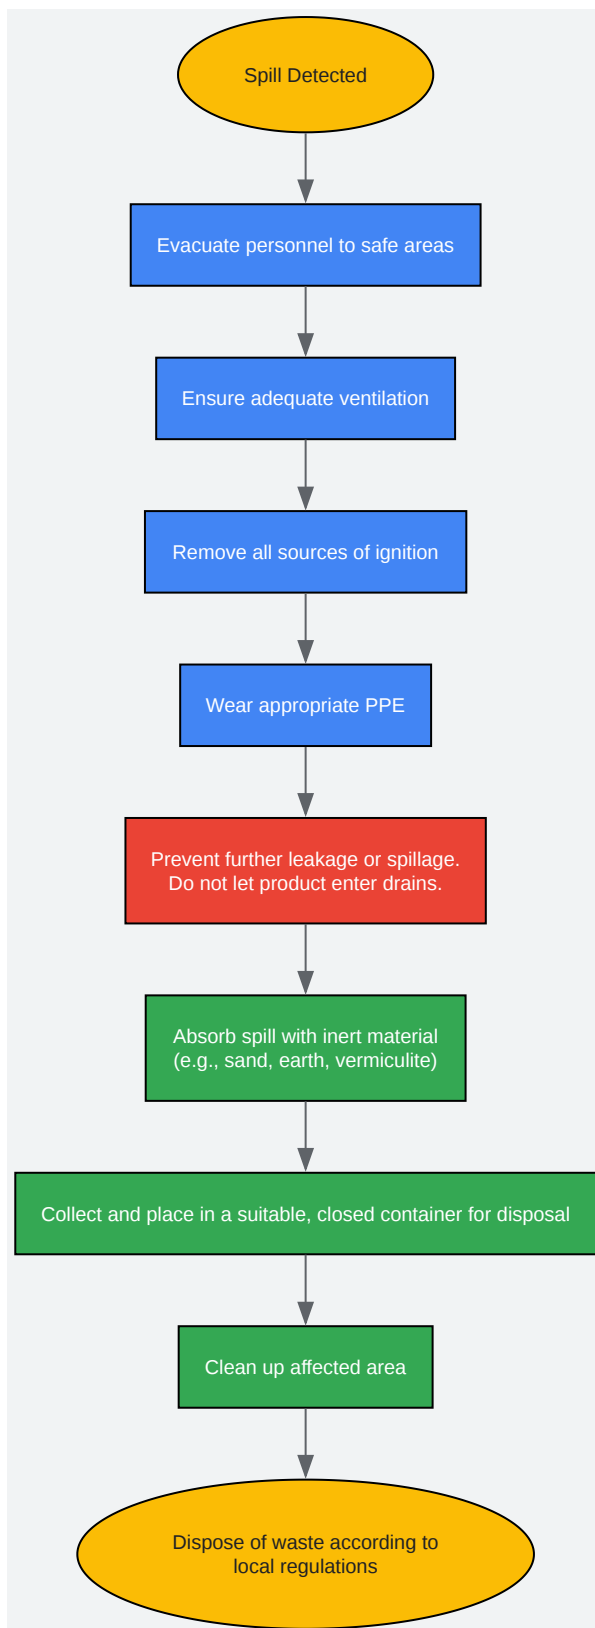 Spill Detected
Evacuate personnel to safe areas
Ensure adequate ventilation
Remove all sources of ignition
Wear appropriate PPE
Prevent further leakage or spillage.
Do not let product enter drains.
Absorb spill with inert material
(e.g., sand, earth, vermiculite)
Collect and place in a suitable, closed container for disposal
Clean up affected area
Dispose of waste according to
local regulations